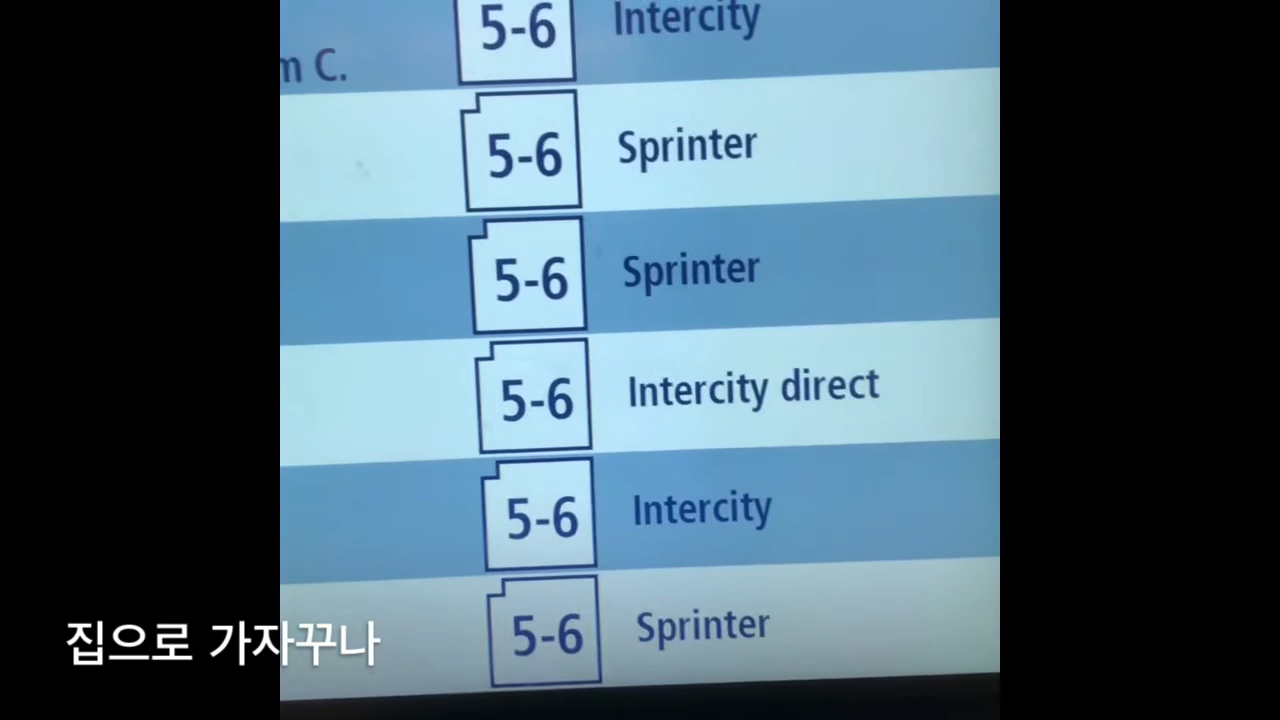 5-6 Intercity
m C.
5-6 Sprinter
5-6 Sprinter
5-6 Intercity direct
5-6 Intercity
5-6 Sprinter
집으로 가자꾸나